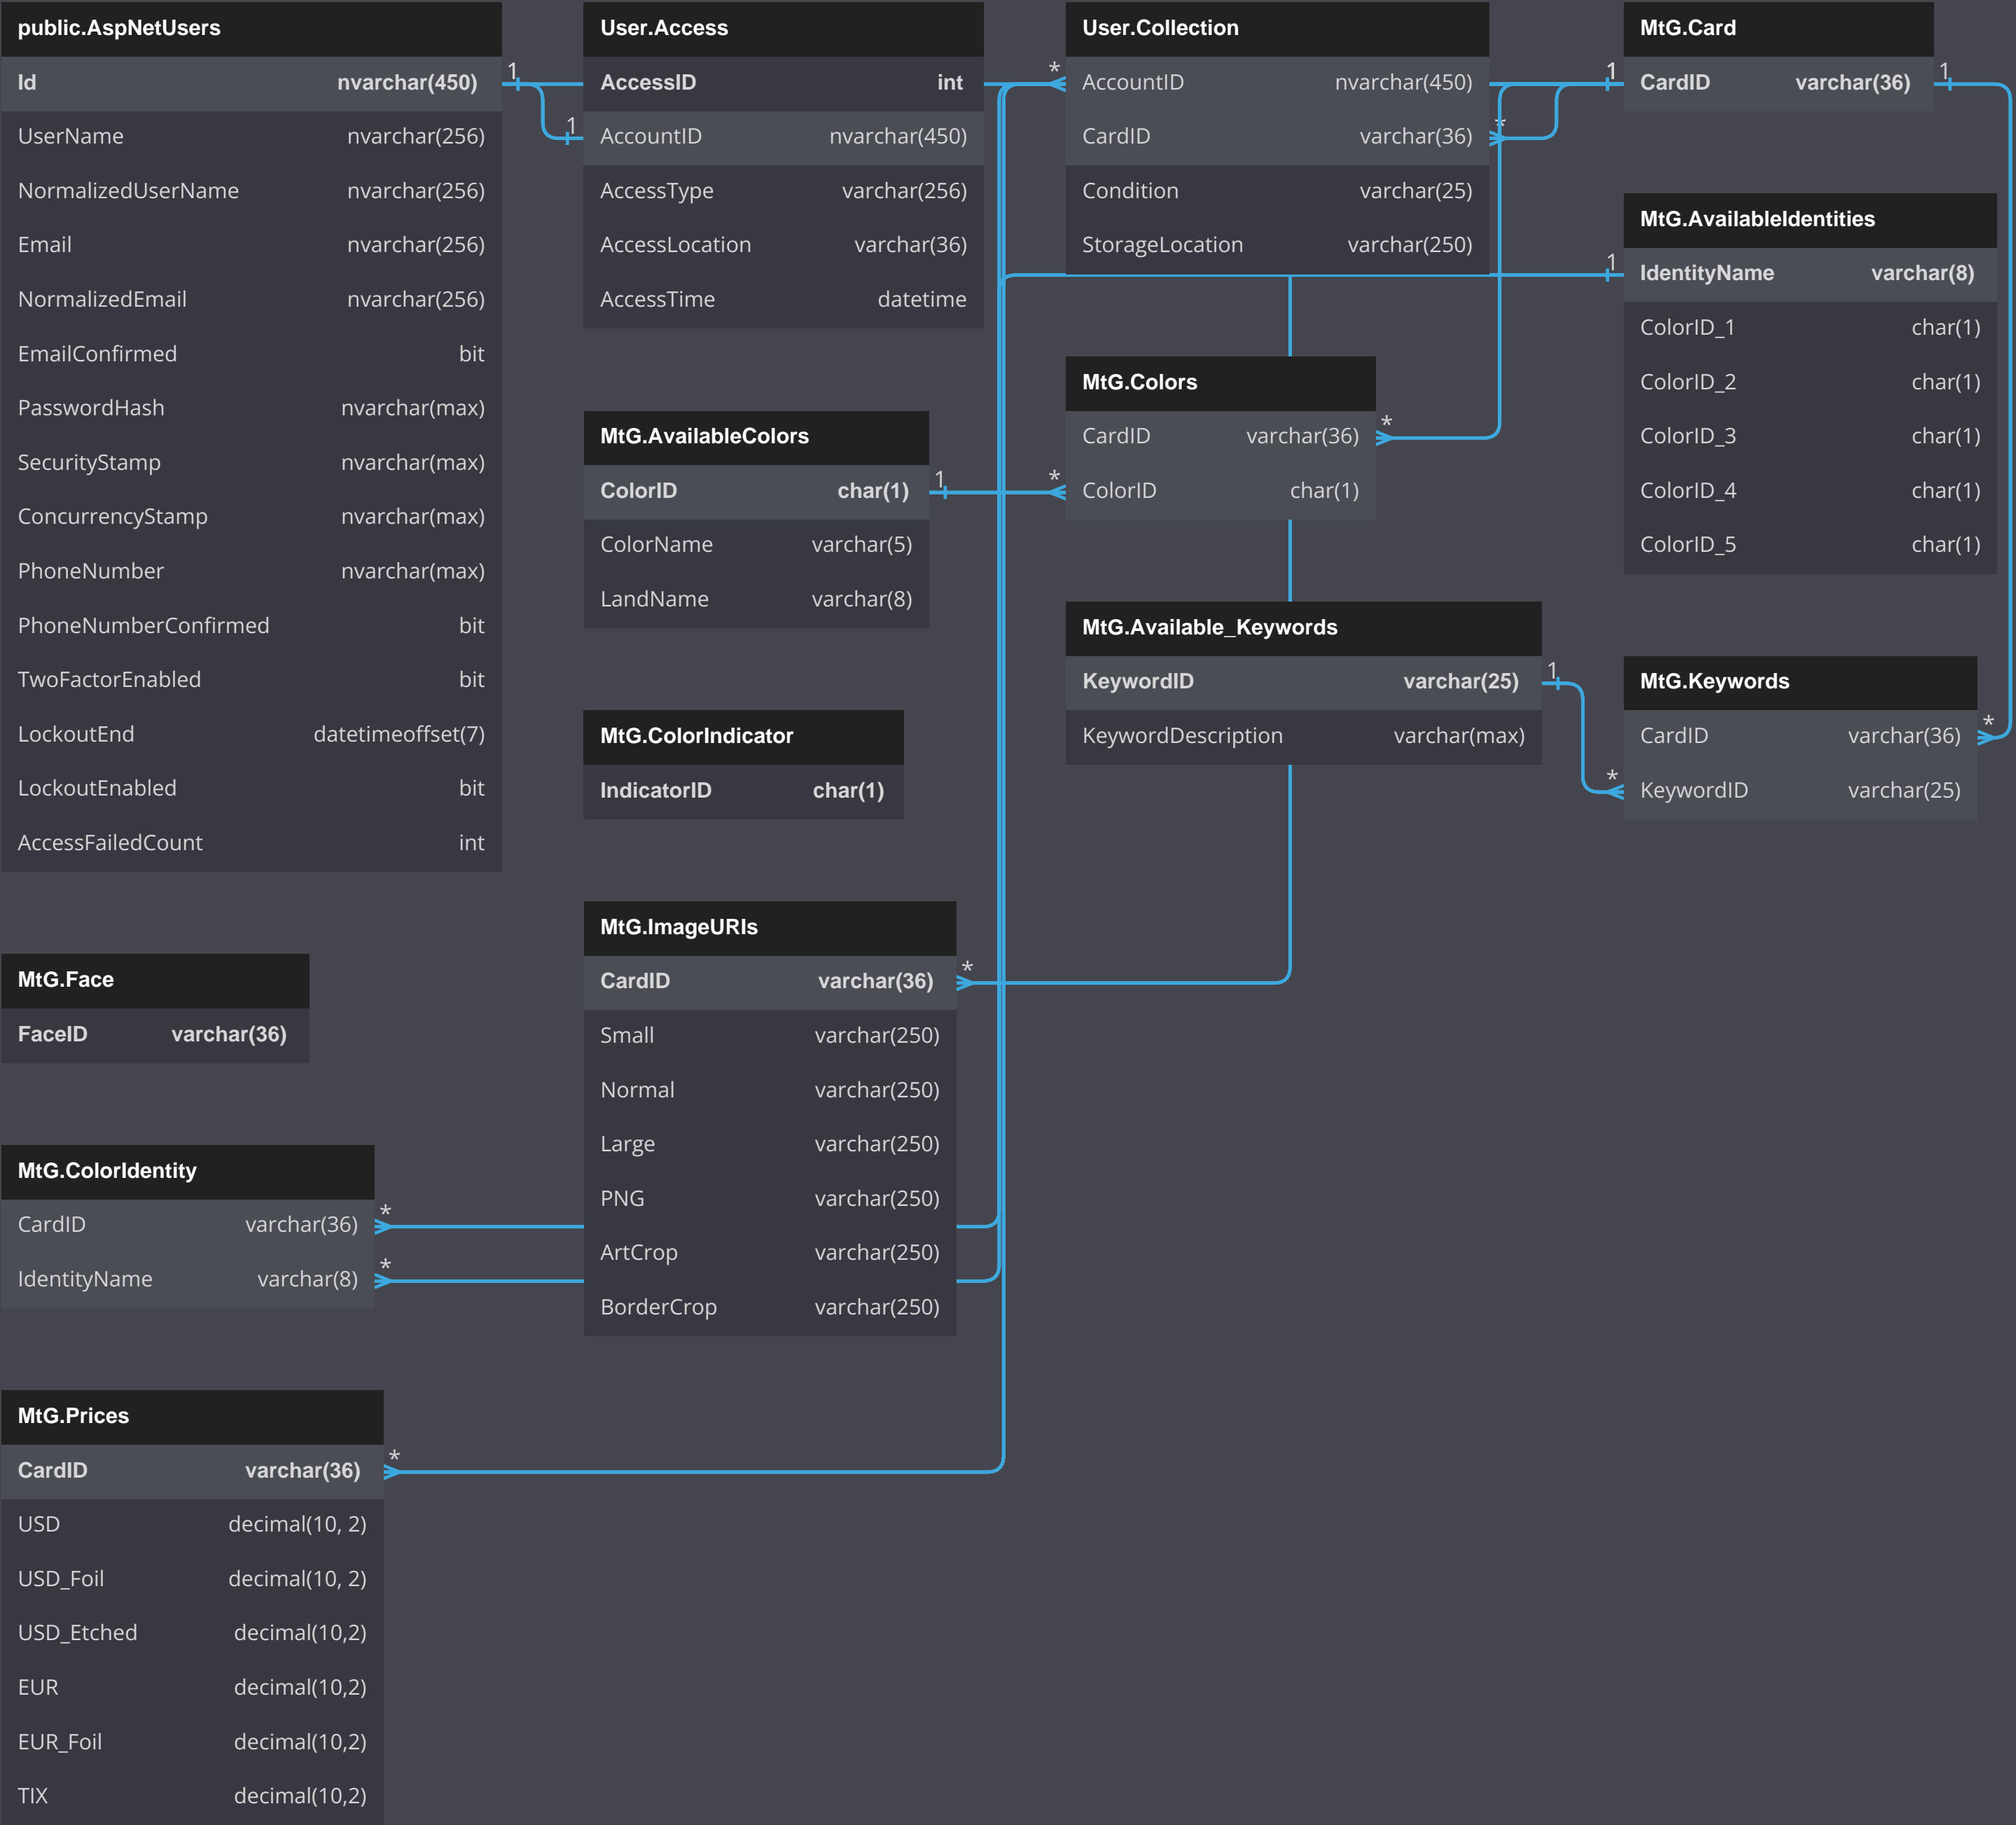 public.AspNetUsers
Id nvarchar(450)
UserName nvarchar(256)
NormalizedUserName nvarchar(256)
Email nvarchar(256)
NormalizedEmail nvarchar(256)
EmailConfirmed bit
PasswordHash nvarchar(max)
SecurityStamp nvarchar(max)
ConcurrencyStamp nvarchar(max)
PhoneNumber nvarchar(max)
PhoneNumberConfirmed bit
TwoFactorEnabled bit
LockoutEnd datetimeoffset(7)
LockoutEnabled bit
AccessFailedCount int
1
1
User.Access
AccessID int
AccountID nvarchar(450)
AccessType varchar(256)
AccessLocation varchar(36)
AccessTime datetime
*
User.Collection
AccountID nvarchar(450)
CardID varchar(36)
Condition varchar(25)
StorageLocation varchar(250)
*
1
MtG.Card
CardID varchar(36)
1
1
MtG.AvailableIdentities
IdentityName varchar(8)
ColorID_1 char(1)
ColorID_2 char(1)
ColorID_3 char(1)
ColorID_4 char(1)
ColorID_5 char(1)
MtG.AvailableColors
ColorID char(1)
ColorName varchar(5)
LandName varchar(8)
1
*
MtG.Colors
CardID varchar(36)
ColorID char(1)
*
MtG.Available_Keywords
KeywordID varchar(25)
KeywordDescription varchar(max)
1
*
MtG.Keywords
CardID varchar(36)
KeywordID varchar(25)
*
MtG.ColorIndicator
IndicatorID char(1)
MtG.ImageURIs
CardID varchar(36)
Small varchar(250)
Normal varchar(250)
Large varchar(250)
PNG varchar(250)
ArtCrop varchar(250)
BorderCrop varchar(250)
*
MtG.Face
FaceID varchar(36)
MtG.ColorIdentity
CardID varchar(36)
IdentityName varchar(8)
*
*
MtG.Prices
CardID varchar(36)
USD decimal(10, 2)
USD_Foil decimal(10, 2)
USD_Etched decimal(10,2)
EUR decimal(10,2)
EUR_Foil decimal(10,2)
TIX decimal(10,2)
*